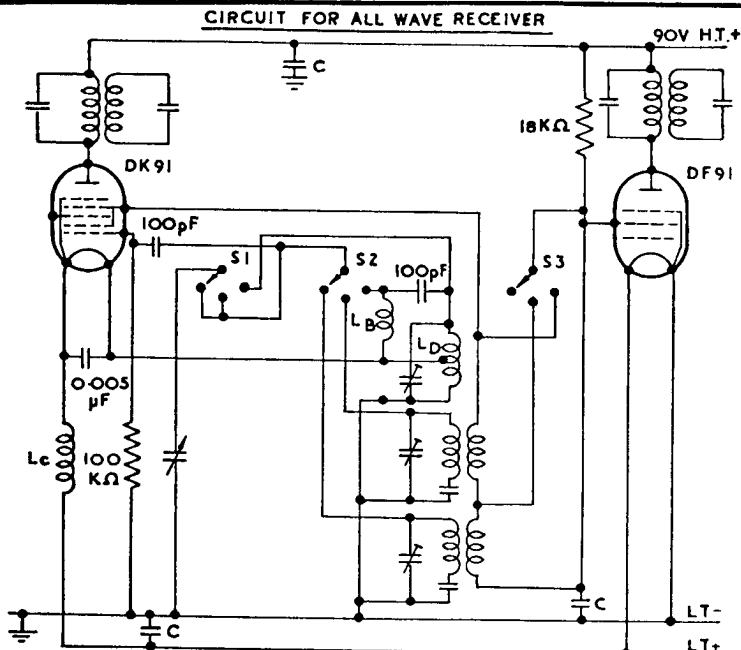 CIRCUIT FOR ALL WAVE RECEIVER
90V H.T.+
C
18KΩ
DK91
DF91
100pF
S1
S2
100pF
S3
LB
LD
0·005
μF
Lc
100
KΩ
C
C
LT-
LT+